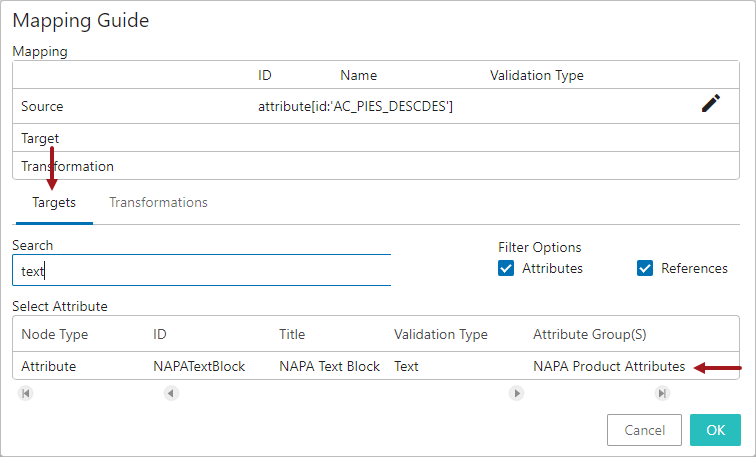 Mapping Guide
Mapping
ID Name Validation Type
Source attribute[id:'AC_PIES_DESCDES']
Target
Transformation
Targets Transformations
Search Filter Options
text Attributes References
Select Attribute
Node Type ID Title Validation Type Attribute Group(S)
Attribute NAPATextBlock NAPA Text Block Text NAPA Product Attributes
Cancel OK